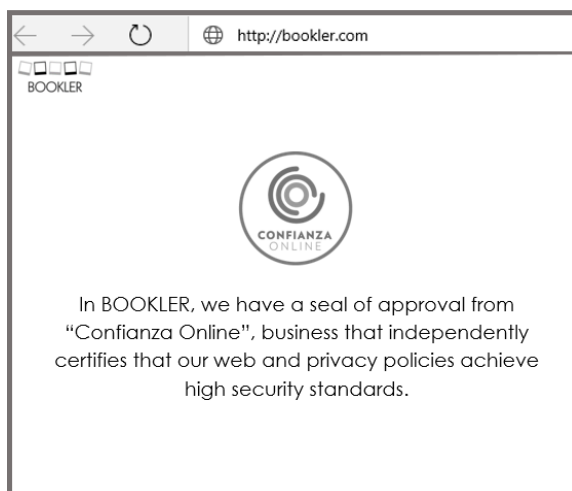 http://bookler.com
BOOKLER
CONFIANZA
ONLINE
In BOOKLER, we have a seal of approval from
“Confianza Online”, business that independently
certifies that our web and privacy policies achieve
high security standards.